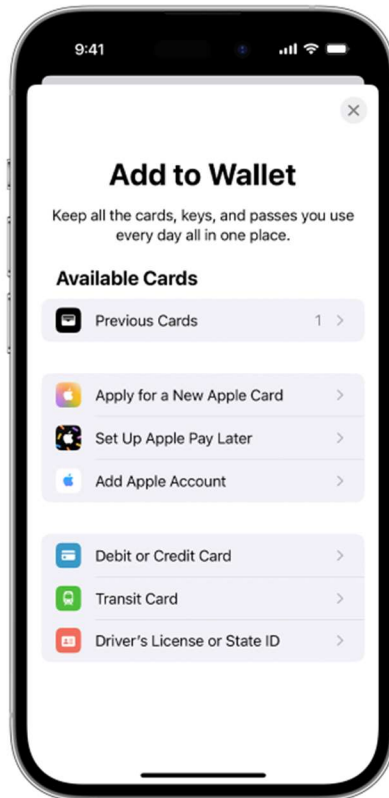 9:41
Add to Wallet
Keep all the cards, keys, and passes you use
every day all in one place.
Available Cards
Previous Cards 1
Apply for a New Apple Card
Set Up Apple Pay Later
Add Apple Account
Debit or Credit Card
Transit Card
Driver's License or State ID